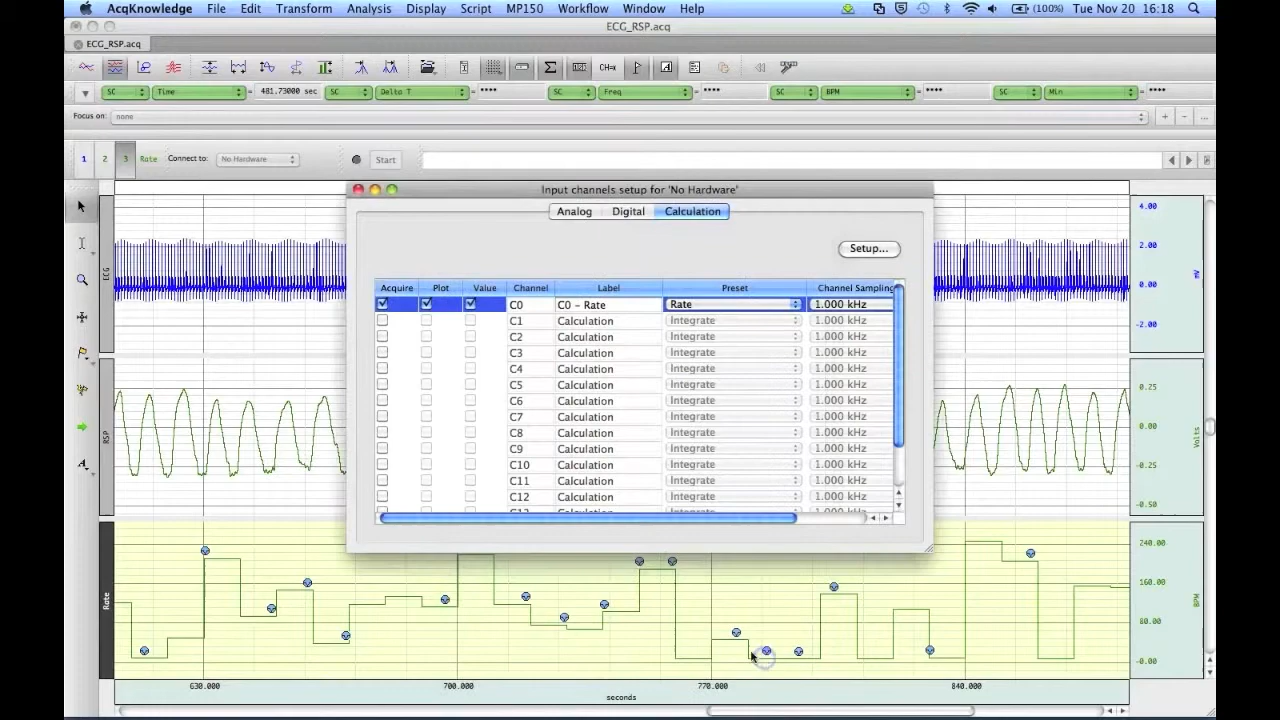 AcqKnowledge File Edit Transform Analysis Display Script MP150 Workflow Window Help (100%) Tue Nov 20 16:18
ECG_RSP.acq
ECG_RSP.acq
CH=x
SC Time = 481.73000 sec SC Delta T = **** SC Freq = **** SC BPM = **** SC Min = ****
Focus on: none + - ...
1 2 3 Rate Connect to: No Hardware Start
Input channels setup for 'No Hardware'
Analog Digital Calculation
Setup...
Acquire Plot Value Channel Label Preset Channel Sampling
C0 C0 - Rate Rate 1.000 kHz
C1 Calculation Integrate 1.000 kHz
C2 Calculation Integrate 1.000 kHz
C3 Calculation Integrate 1.000 kHz
C4 Calculation Integrate 1.000 kHz
C5 Calculation Integrate 1.000 kHz
C6 Calculation Integrate 1.000 kHz
C7 Calculation Integrate 1.000 kHz
C8 Calculation Integrate 1.000 kHz
C9 Calculation Integrate 1.000 kHz
C10 Calculation Integrate 1.000 kHz
C11 Calculation Integrate 1.000 kHz
C12 Calculation Integrate 1.000 kHz
ECG
4.00
2.00
0.00
-2.00
mV
RSP
0.25
0.00
-0.25
-0.50
Volts
Rate
240.00
160.00
80.00
-0.00
BPM
630.000 700.000 770.000 840.000
seconds